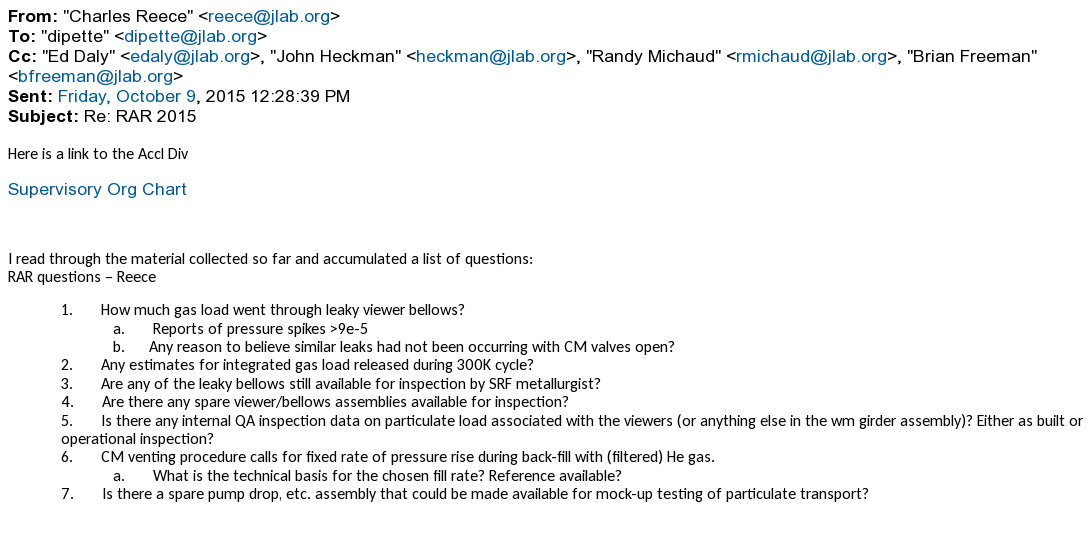 From: "Charles Reece" <reece@jlab.org>
To: "dipette" <dipette@jlab.org>
Cc: "Ed Daly" <edaly@jlab.org>, "John Heckman" <heckman@jlab.org>, "Randy Michaud" <rmichaud@jlab.org>, "Brian Freeman"
<bfreeman@jlab.org>
Sent: Friday, October 9, 2015 12:28:39 PM
Subject: Re: RAR 2015
Here is a link to the Accl Div
Supervisory Org Chart
I read through the material collected so far and accumulated a list of questions:
RAR questions – Reece
1. How much gas load went through leaky viewer bellows?
a. Reports of pressure spikes >9e-5
b. Any reason to believe similar leaks had not been occurring with CM valves open?
2. Any estimates for integrated gas load released during 300K cycle?
3. Are any of the leaky bellows still available for inspection by SRF metallurgist?
4. Are there any spare viewer/bellows assemblies available for inspection?
5. Is there any internal QA inspection data on particulate load associated with the viewers (or anything else in the wm girder assembly)? Either as built or
operational inspection?
6. CM venting procedure calls for fixed rate of pressure rise during back-fill with (filtered) He gas.
a. What is the technical basis for the chosen fill rate? Reference available?
7. Is there a spare pump drop, etc. assembly that could be made available for mock-up testing of particulate transport?